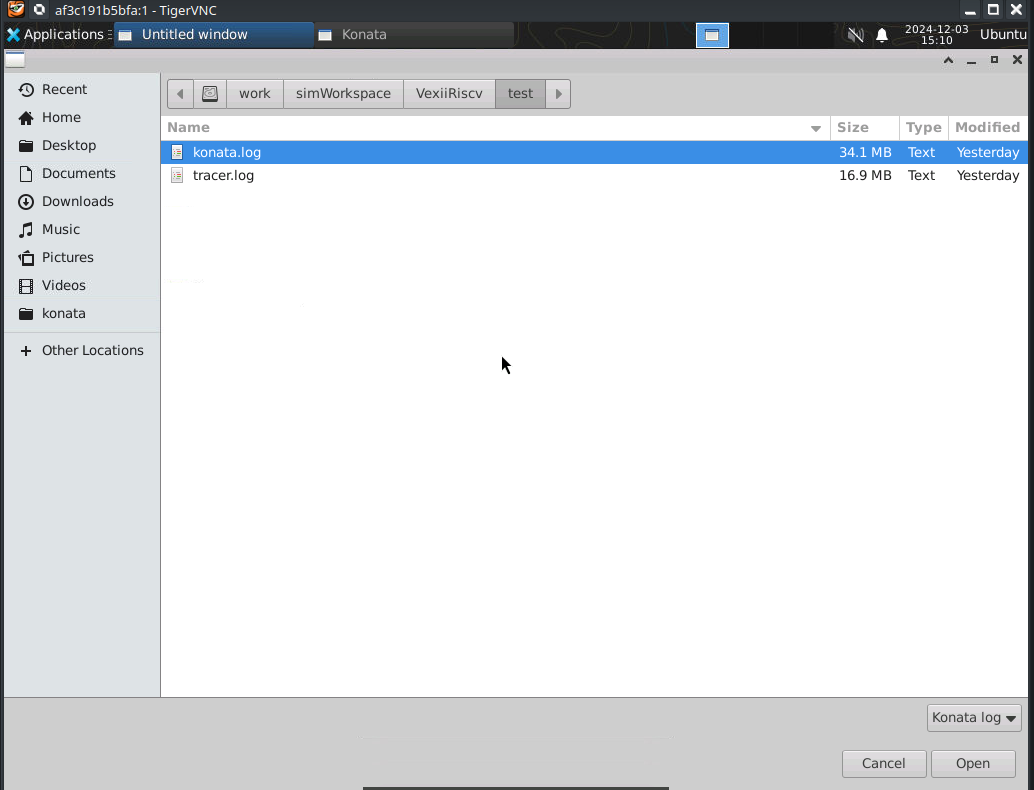 af3c191b5bfa:1 - TigerVNC
Applications Untitled window Konata 2024-12-03 15:10 Ubuntu
Recent
Home
Desktop
Documents
Downloads
Music
Pictures
Videos
konata
Other Locations
work simWorkspace VexiiRiscv test
Name Size Type Modified
konata.log 34.1 MB Text Yesterday
tracer.log 16.9 MB Text Yesterday
Konata log
Cancel Open